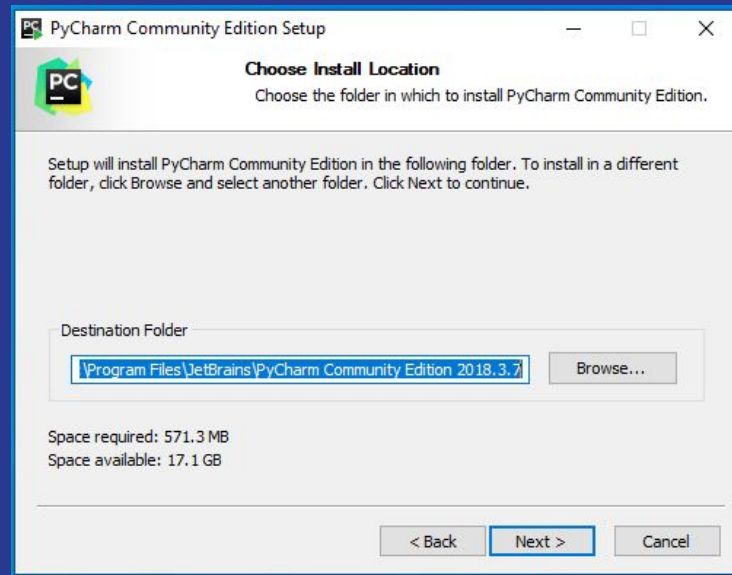 PyCharm Community Edition Setup
PC
Choose Install Location
Choose the folder in which to install PyCharm Community Edition.
Setup will install PyCharm Community Edition in the following folder. To install in a different
folder, click Browse and select another folder. Click Next to continue.
Destination Folder
:\Program Files\JetBrains\PyCharm Community Edition 2018.3.7
Browse...
Space required: 571.3 MB
Space available: 17.1 GB
< Back
Next >
Cancel